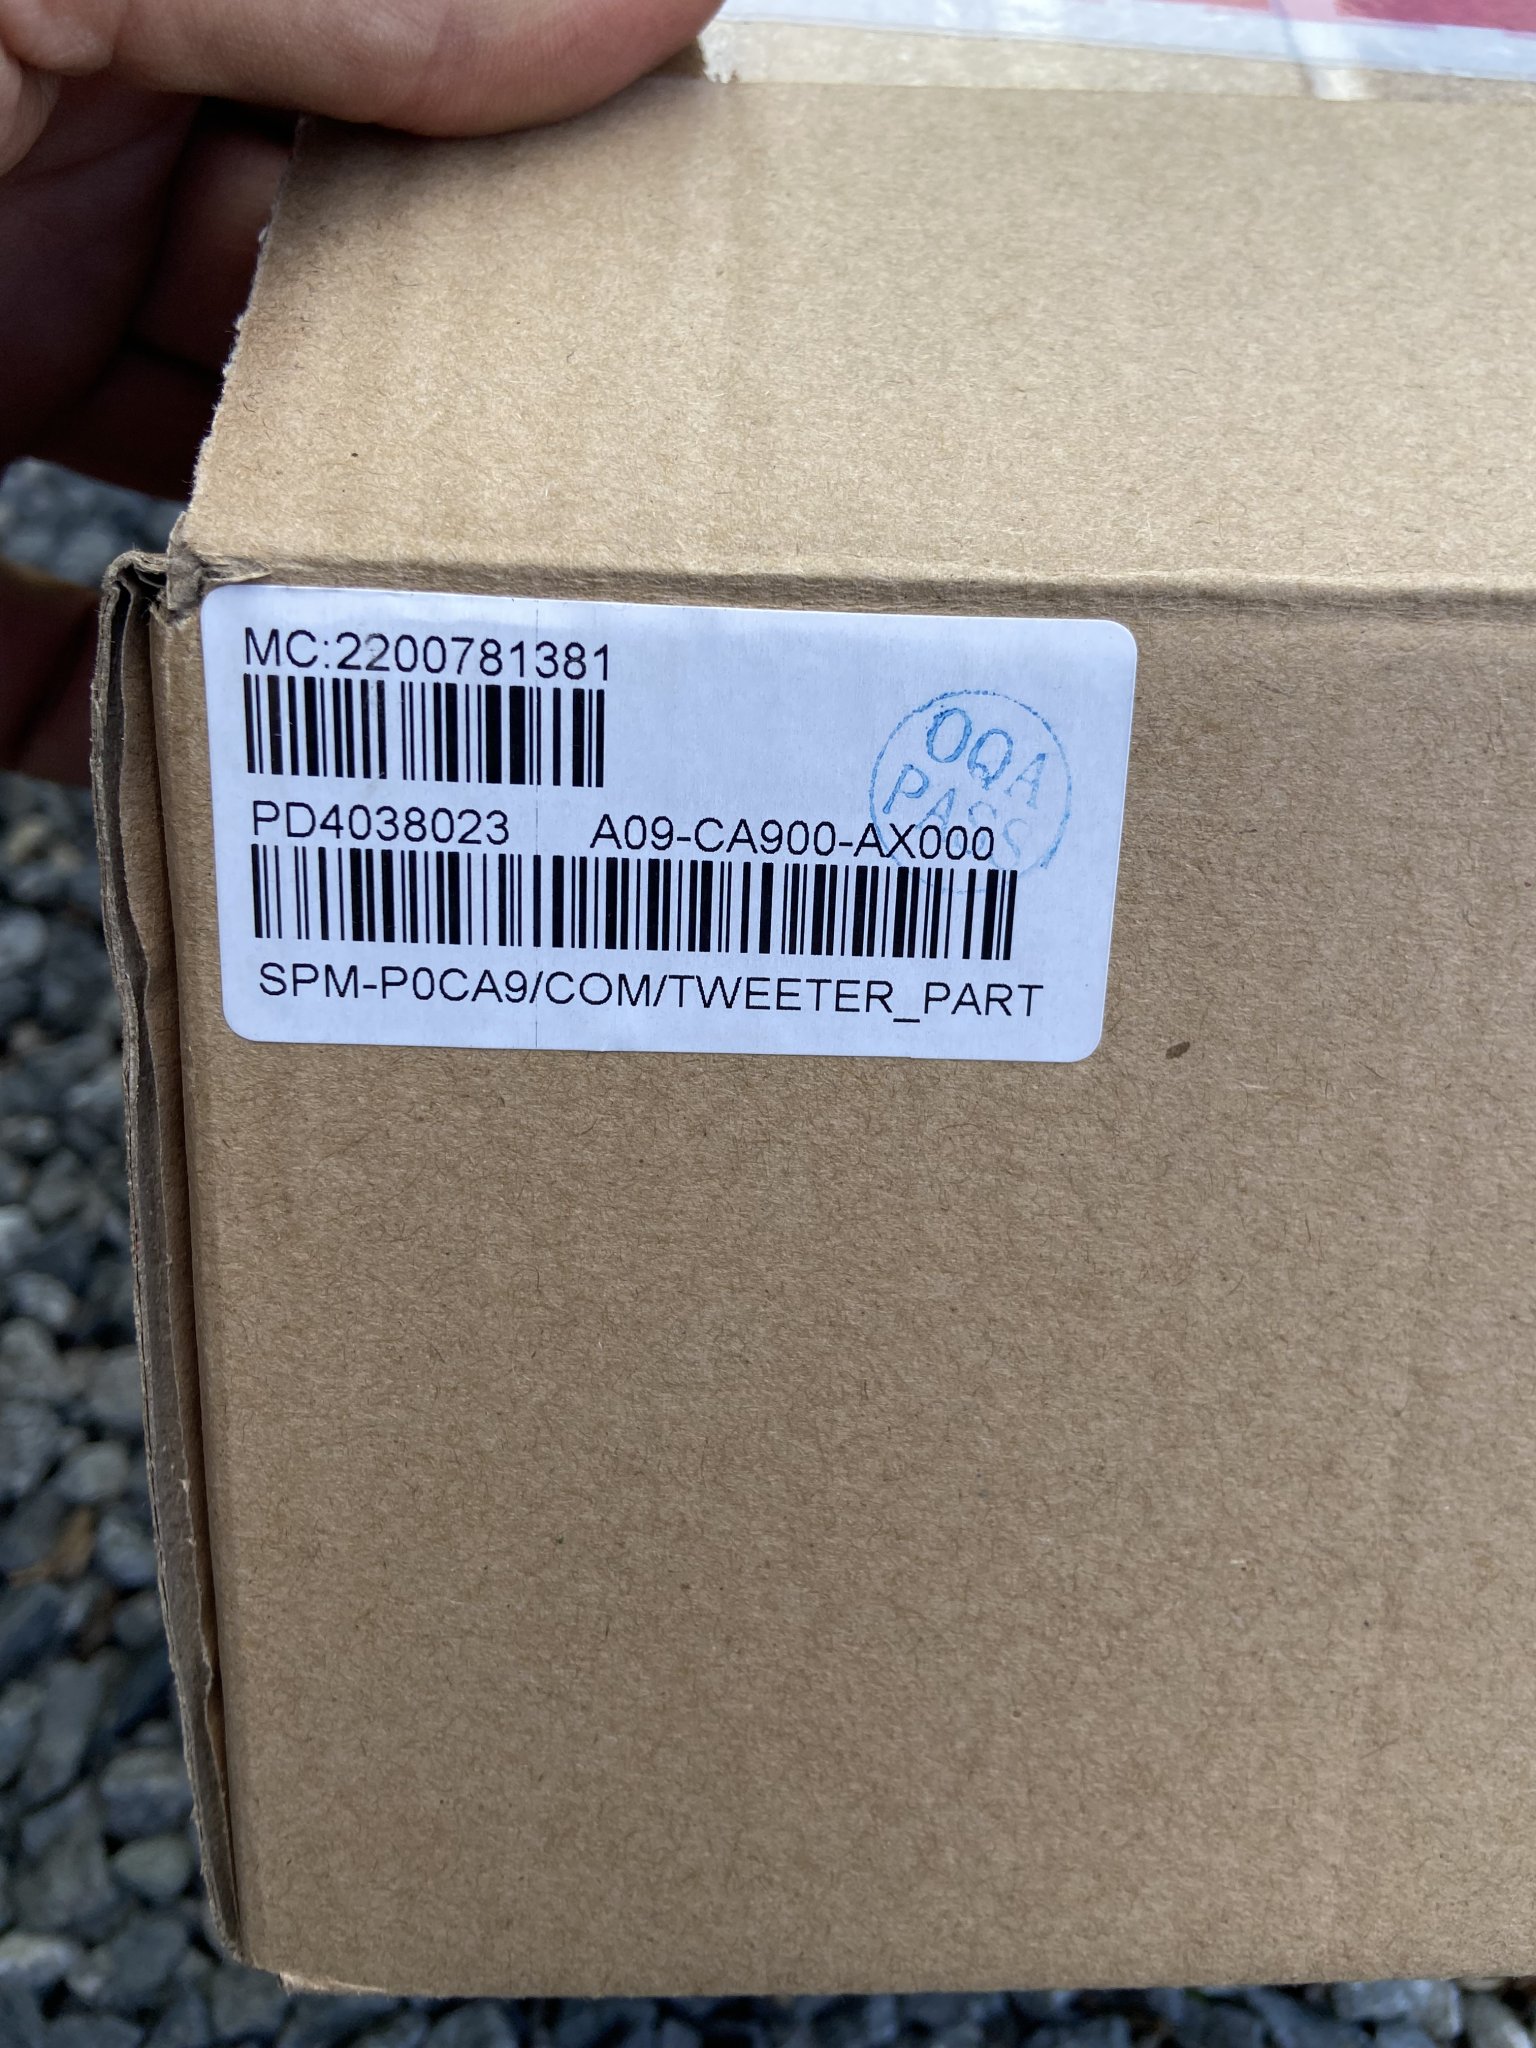 MC:2200781381
OQA
PASS
PD4038023 A09-CA900-AX000
SPM-P0CA9/COM/TWEETER_PART